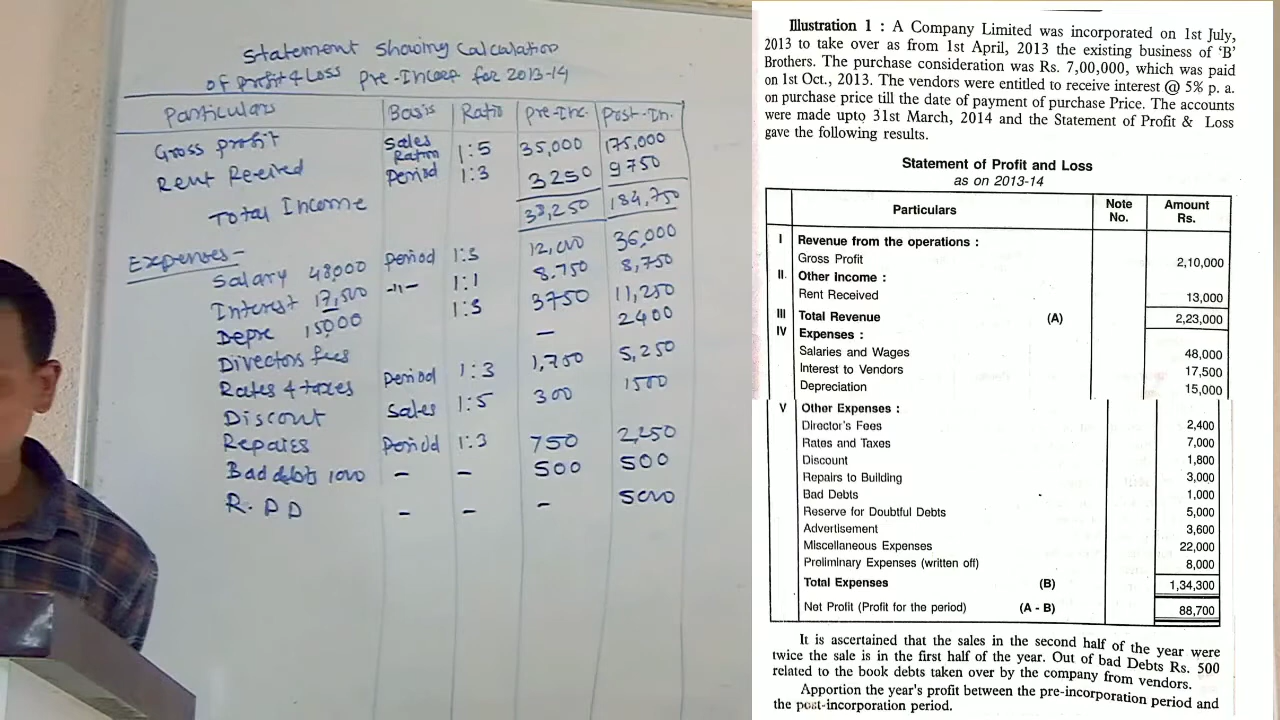 Statement Showing Calculation
of Profit & Loss Pre-Incorp for 2013-14
Particulars Basis Ratio Pre-Inc. Post-In.
Gross profit Sales Ratio 1:5 35,000 175,000
Rent Received Period 1:3 3250 9750
Total Income 38,250 184,750
Expenses-
Salary 48000 Period 1:3 12,000 36,000
Interest 17,500 -11- 1:1 8.750 8,750
Depre 15000 1:3 3750 11,250
Directors fees - 2400
Rates & taxes Period 1:3 1,750 5,250
Discount Sales 1:5 300 1500
Repares Period 1:3 750 2,250
Bad debts 1000 - - 500 500
R.D D - - - 5000
Illustration 1 : A Company Limited was incorporated on 1st July,
2013 to take over as from 1st April, 2013 the existing business of 'B'
Brothers. The purchase consideration was Rs. 7,00,000, which was paid
on 1st Oct., 2013. The vendors were entitled to receive interest @ 5% p. a.
on purchase price till the date of payment of purchase Price. The accounts
were made upto 31st March, 2014 and the Statement of Profit & Loss
gave the following results.
Statement of Profit and Loss
as on 2013-14
Particulars Note No. Amount Rs.
I Revenue from the operations :
Gross Profit 2,10,000
II. Other Income :
Rent Received 13,000
III Total Revenue (A) 2,23,000
IV Expenses :
Salaries and Wages 48,000
Interest to Vendors 17,500
Depreciation 15,000
V Other Expenses :
Director's Fees 2,400
Rates and Taxes 7,000
Discount 1,800
Repairs to Building 3,000
Bad Debts 1,000
Reserve for Doubtful Debts 5,000
Advertisement 3,600
Miscellaneous Expenses 22,000
Preliminary Expenses (written off) 8,000
Total Expenses (B) 1,34,300
Net Profit (Profit for the period) (A - B) 88,700
It is ascertained that the sales in the second half of the year were
twice the sale is in the first half of the year. Out of bad Debts Rs. 500
related to the book debts taken over by the company from vendors.
Apportion the year's profit between the pre-incorporation period and
the post-incorporation period.